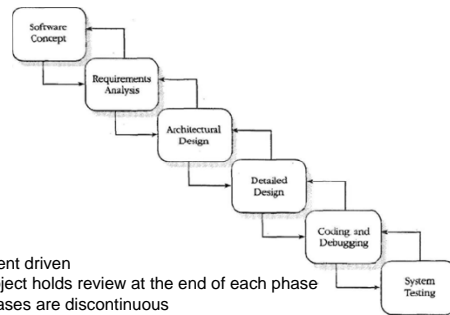 Software
Concept
Requirements
Analysis
Architectural
Design
Detailed
Design
Coding and
Debugging
System
Testing
ent driven
ject holds review at the end of each phase
ases are discontinuous